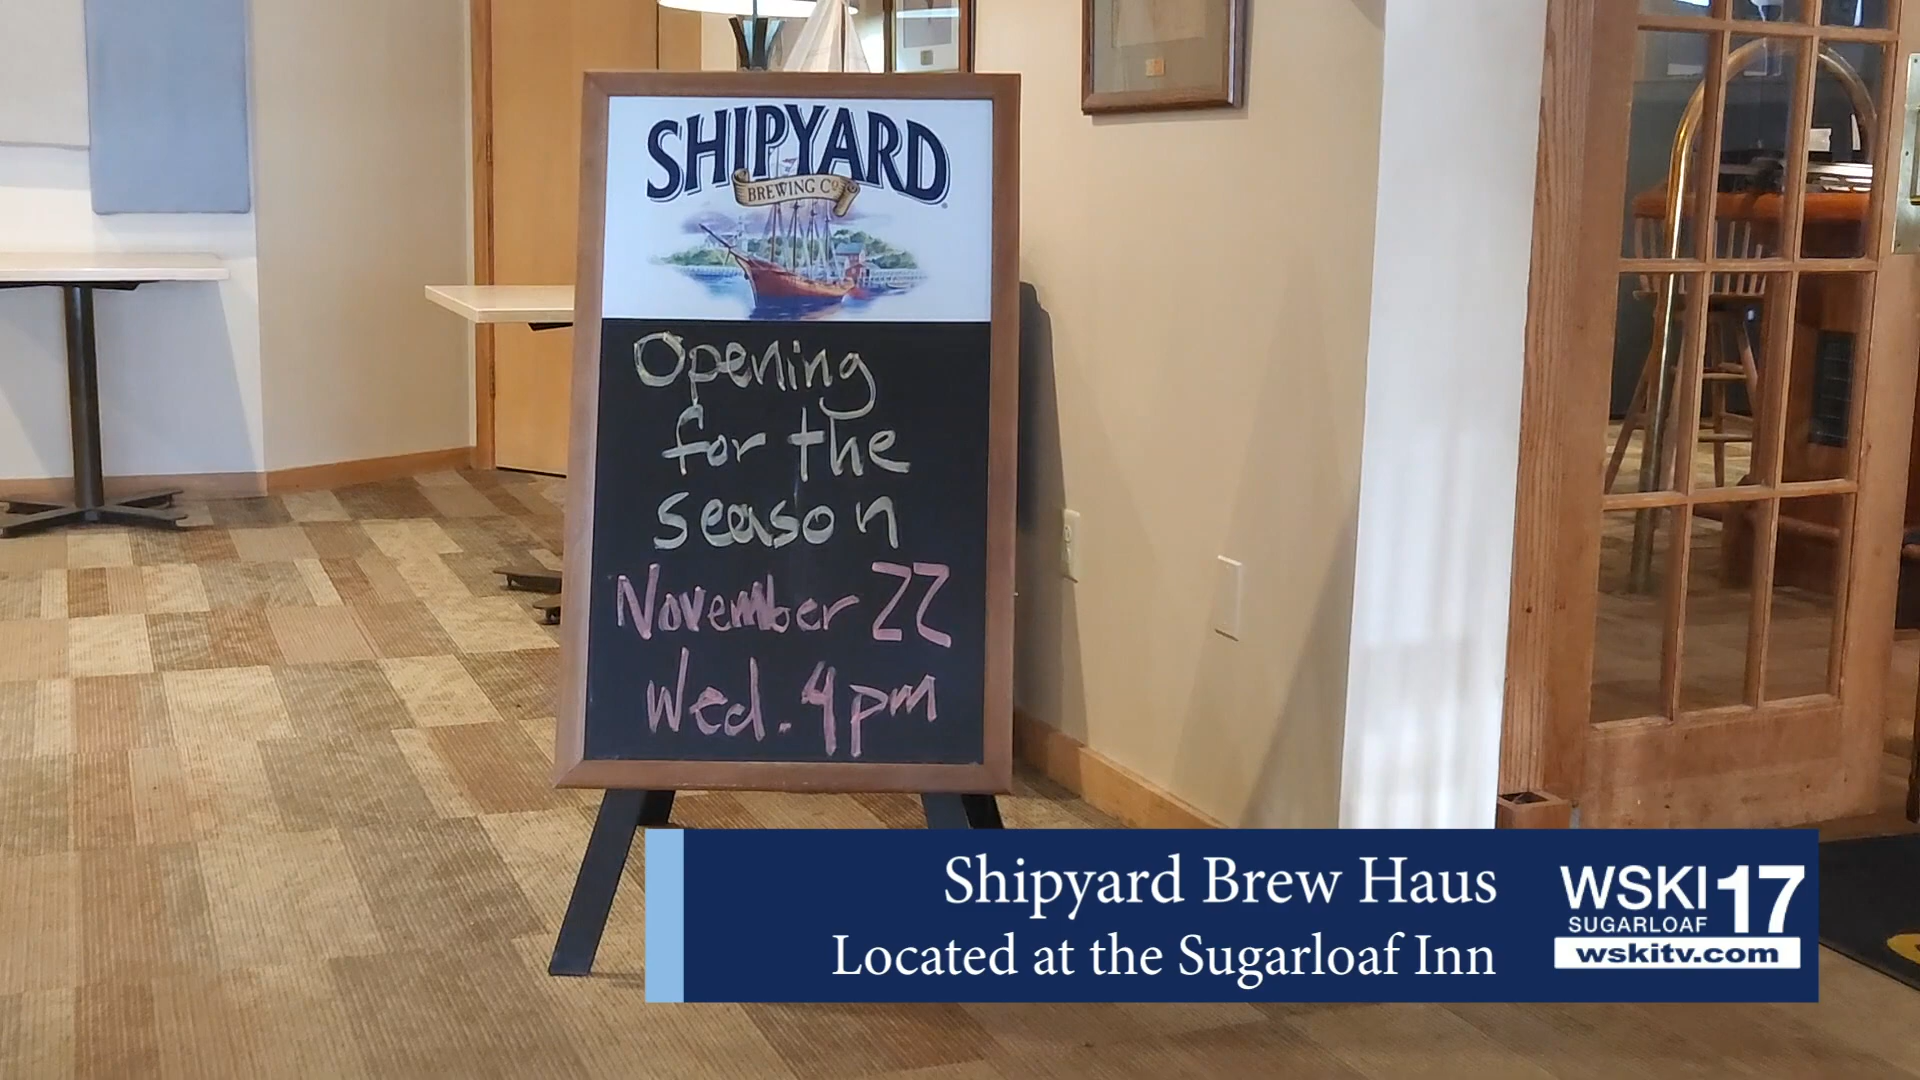 SHIPYARD
BREWING Co
Opening
for the
season
November 22
Wed. 4pm
Shipyard Brew Haus
Located at the Sugarloaf Inn
WSKI 17
SUGARLOAF
wskitv.com